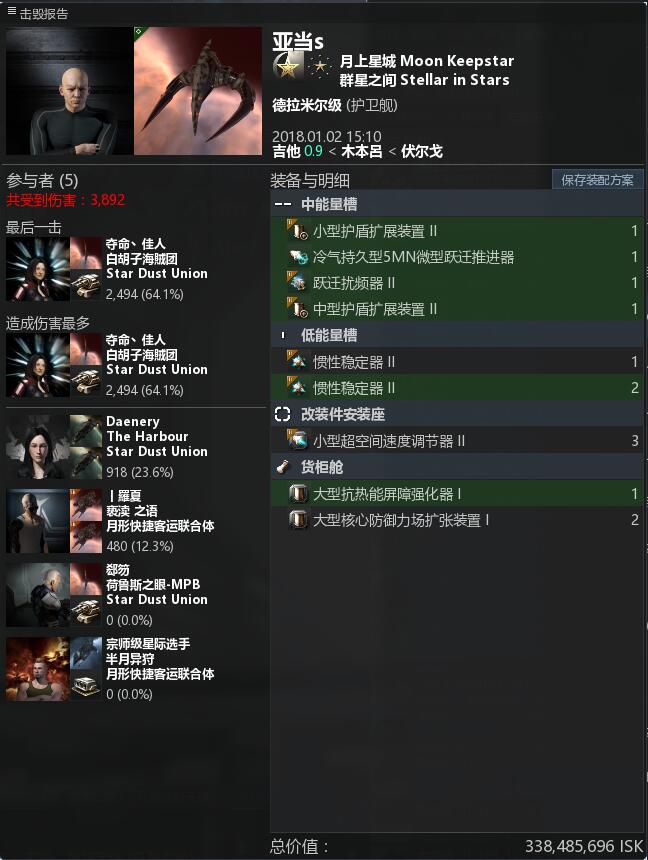 击毁报告
亚当s
月上星城 Moon Keepstar
群星之间 Stellar in Stars
德拉米尔级 (护卫舰)
2018.01.02 15:10
吉他 0.9 < 木本吕 < 伏尔戈
参与者 (5)
共受到伤害：3,892
最后一击
夺命丶佳人
白胡子海贼团
Star Dust Union
2,494 (64.1%)
造成伤害最多
夺命丶佳人
白胡子海贼团
Star Dust Union
2,494 (64.1%)
Daenery
The Harbour
Star Dust Union
918 (23.6%)
丨羅夏
亵渎 之语
月形快捷客运联合体
480 (12.3%)
郄笏
荷鲁斯之眼-MPB
Star Dust Union
0 (0.0%)
宗师级星际选手
半月异狩
月形快捷客运联合体
0 (0.0%)
装备与明细
保存装配方案
中能量槽
小型护盾扩展装置 II 1
冷气持久型5MN微型跃迁推进器 1
跃迁扰频器 II 1
中型护盾扩展装置 II 1
低能量槽
惯性稳定器 II 1
惯性稳定器 II 2
改装件安装座
小型超空间速度调节器 II 3
货柜舱
大型抗热能屏障强化器 I 1
大型核心防御力场扩张装置 I 2
总价值： 338,485,696 ISK